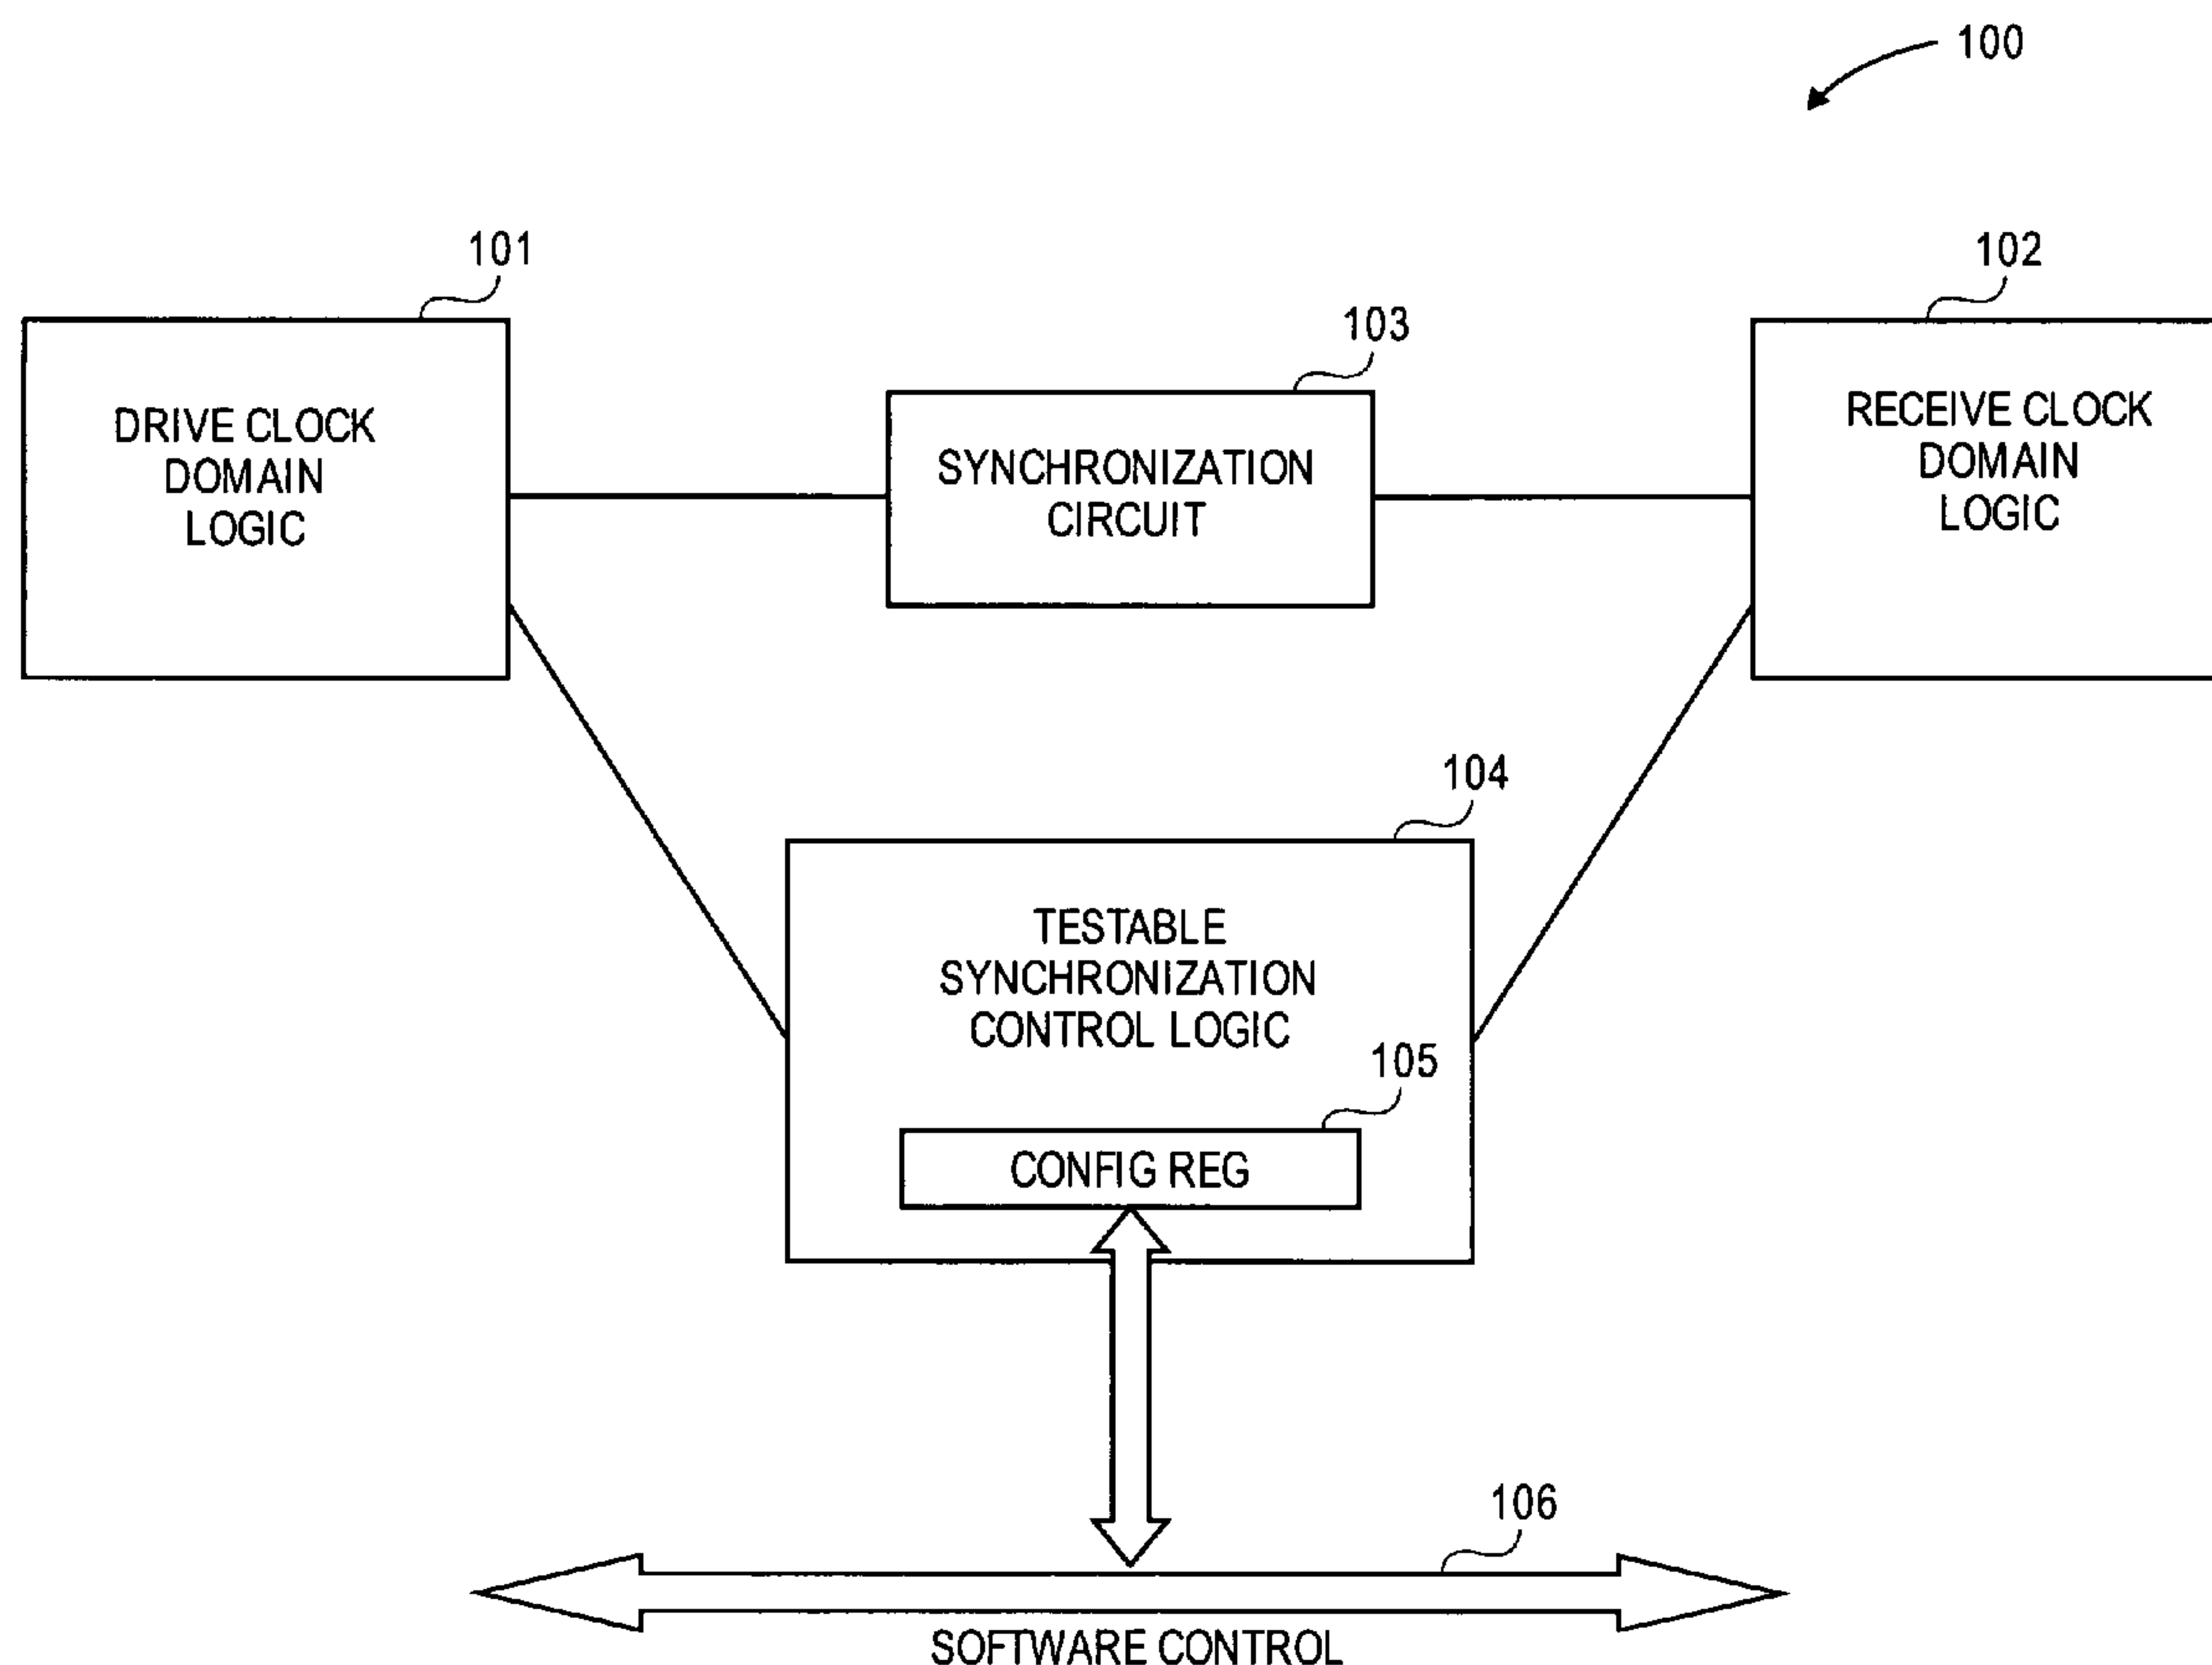 100
101
102
103
DRIVE CLOCK
DOMAIN
LOGIC
SYNCHRONIZATION
CIRCUIT
RECEIVE CLOCK
DOMAIN
LOGIC
104
TESTABLE
SYNCHRONIZATION
CONTROL LOGIC
105
CONFIG REG
106
SOFTWARE CONTROL